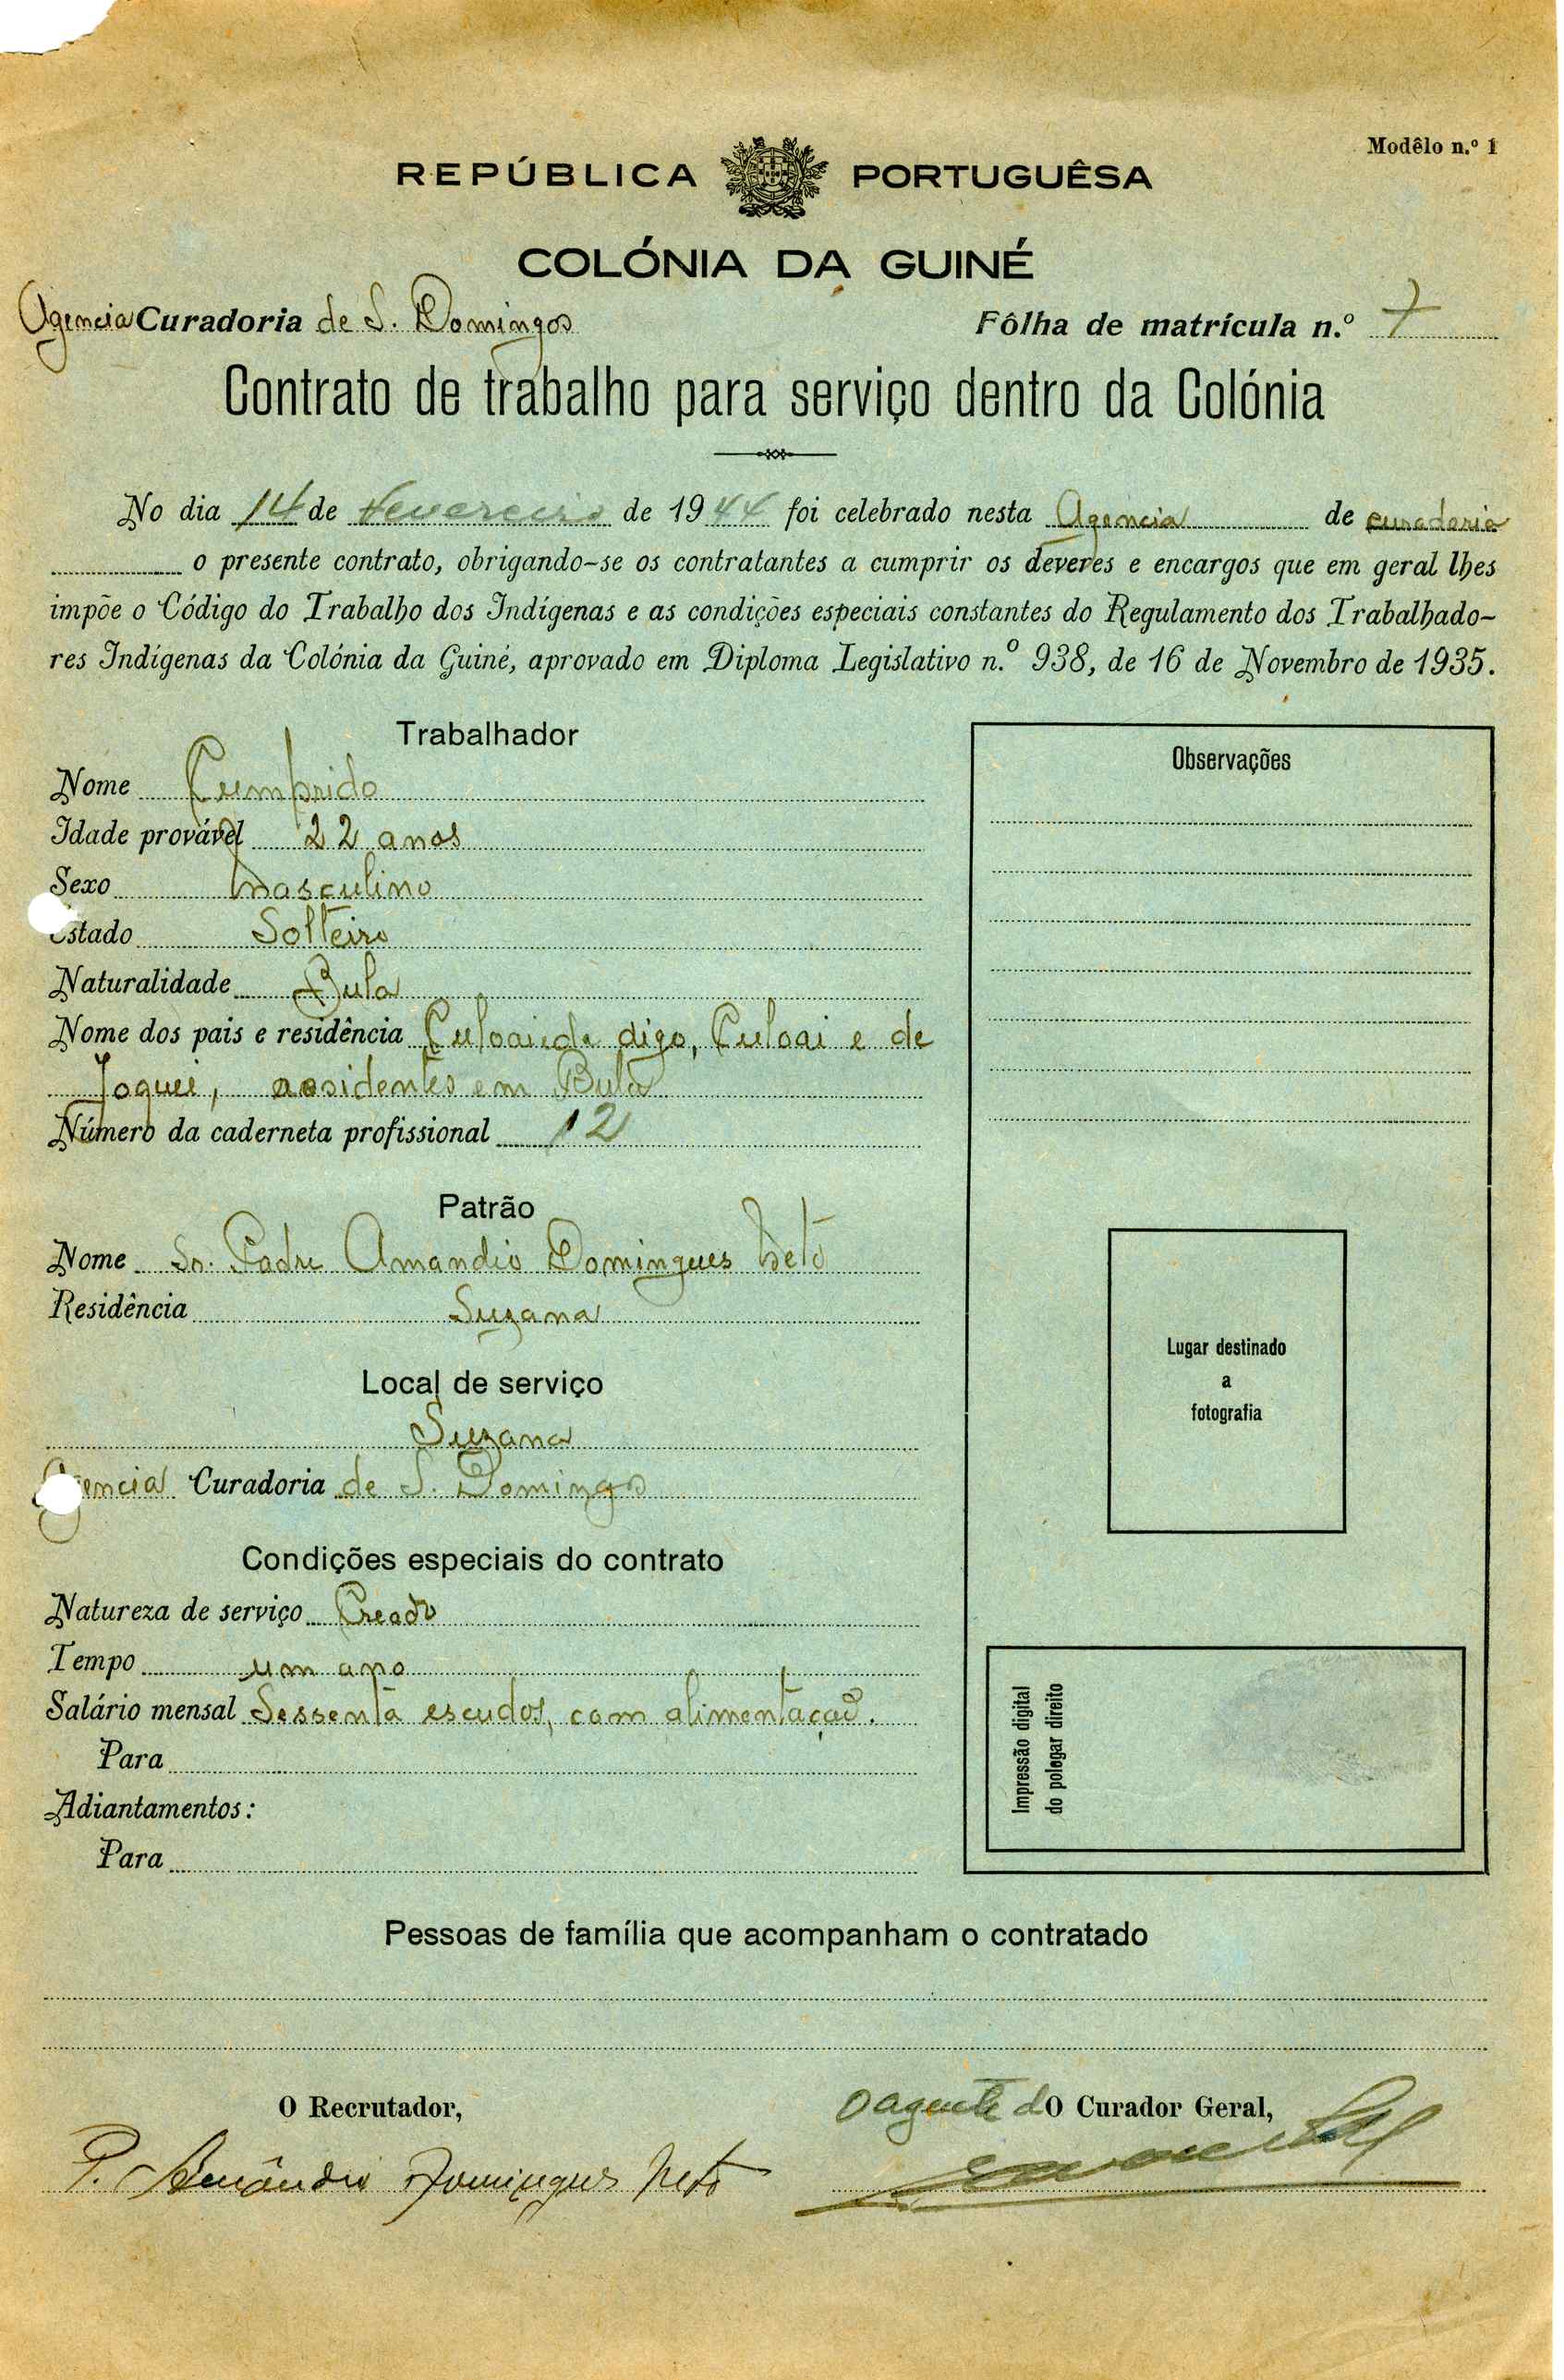 Modêlo n.º 1
REPÚBLICA PORTUGUÊSA
COLÓNIA DA GUINÉ
Agencia Curadoria de S. Domingos Fôlha de matrícula n.º 7
Contrato de trabalho para serviço dentro da Colónia
No dia 14 de Fevereiro de 1944 foi celebrado nesta Agencia de curadoria
o presente contrato, obrigando-se os contratantes a cumprir os deveres e encargos que em geral lhes
impõe o Código do Trabalho dos Indígenas e as condições especiais constantes do Regulamento dos Trabalhado-
res Indígenas da Colónia da Guiné, aprovado em Diploma Legislativo n.º 938, de 16 de Novembro de 1935.
Trabalhador
Nome Cumprido
Idade provável 22 anos
Sexo masculino
Estado Solteiro
Naturalidade Bula
Nome dos pais e residência digo, Culoai e de
Joquei, residentes em Bula
Número da caderneta profissional 12
Patrão
Nome Sr. Padre Amandio Domingues Neto
Residência Suzana
Local de serviço
Suzana
Agencia Curadoria de S. Domingos
Condições especiais do contrato
Natureza de serviço Creado
Tempo um ano
Salário mensal Sessenta escudos, com alimentação.
Para
Adiantamentos:
Para
Observações
Lugar destinado
a
fotografia
Impressão digital
do polegar direito
Pessoas de família que acompanham o contratado
O Recrutador, O agente dO Curador Geral,
P. Amândio Domingues Neto